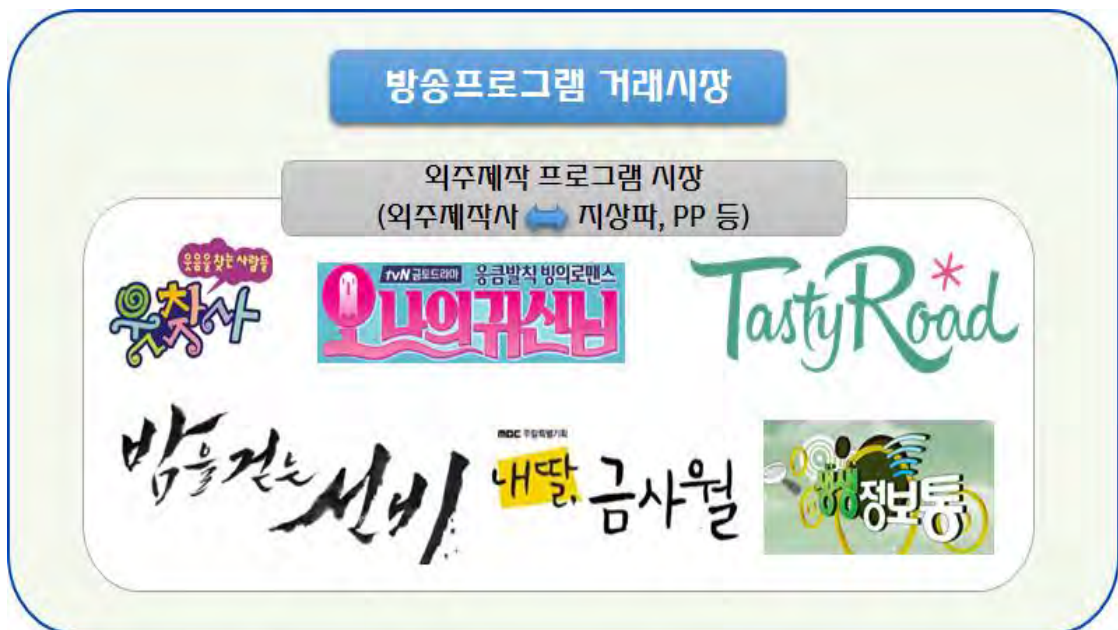 방송프로그램 거래시장
외주제작 프로그램 시장
(외주제작사 지상파, PP 등)
웃음을 찾는 사람들
웃찾사
tvN 금토드라마 응큼발칙 빙의로맨스
오나의귀신님
TastyRoad
밤을 걷는 선비
MBC 주말특별기획
내딸, 금사월
생생정보통